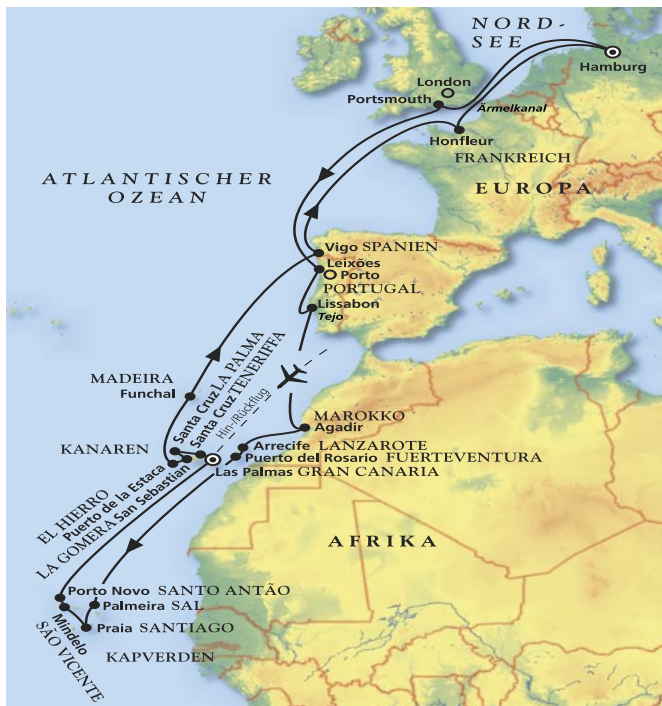 NORD-
SEE
Hamburg
London
Portsmouth
Ärmelkanal
Honfleur
FRANKREICH
EUROPA
ATLANTISCHER
OZEAN
Vigo SPANIEN
Leixões
Porto
PORTUGAL
Lissabon
Tejo
MADEIRA
Funchal
Santa Cruz LA PALMA
Santa Cruz TENERIFFA
Hin-/Rückflug
MAROKKO
Agadir
KANAREN
Arrecife LANZAROTE
Puerto del Rosario FUERTEVENTURA
Las Palmas GRAN CANARIA
EL HIERRO
Puerto de la Estaca
LA GOMERA San Sebastián
AFRIKA
Porto Novo SANTO ANTÃO
Palmeira SAL
Mindelo
SÃO VICENTE
Praia SANTIAGO
KAPVERDEN